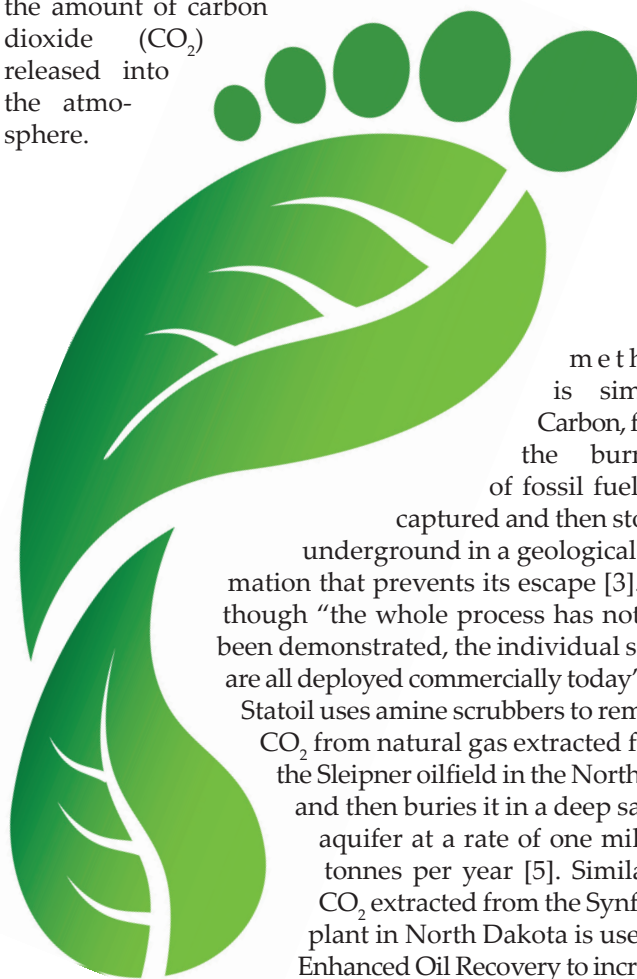 the amount of carbon
dioxide (CO₂)
released into
the atmo-
sphere.
meth
is sim
Carbon, f
the burn
of fossil fuel
captured and then sto
underground in a geological
mation that prevents its escape [3].
though “the whole process has not
been demonstrated, the individual s
are all deployed commercially today”
Statoil uses amine scrubbers to rem
CO₂ from natural gas extracted f
the Sleipner oilfield in the North
and then buries it in a deep sa
aquifer at a rate of one mil
tonnes per year [5]. Simila
CO₂ extracted from the Synf
plant in North Dakota is use
Enhanced Oil Recovery to incr